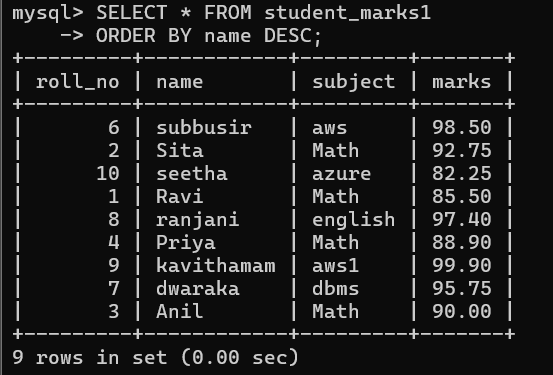 mysql> SELECT * FROM student_marks1
    -> ORDER BY name DESC;
+---------+------------+---------+-------+
| roll_no | name       | subject | marks |
+---------+------------+---------+-------+
|       6 | subbusir   | aws     | 98.50 |
|       2 | Sita       | Math    | 92.75 |
|      10 | seetha     | azure   | 82.25 |
|       1 | Ravi       | Math    | 85.50 |
|       8 | ranjani    | english | 97.40 |
|       4 | Priya      | Math    | 88.90 |
|       9 | kavithamam | aws1    | 99.90 |
|       7 | dwaraka    | dbms    | 95.75 |
|       3 | Anil       | Math    | 90.00 |
+---------+------------+---------+-------+
9 rows in set (0.00 sec)